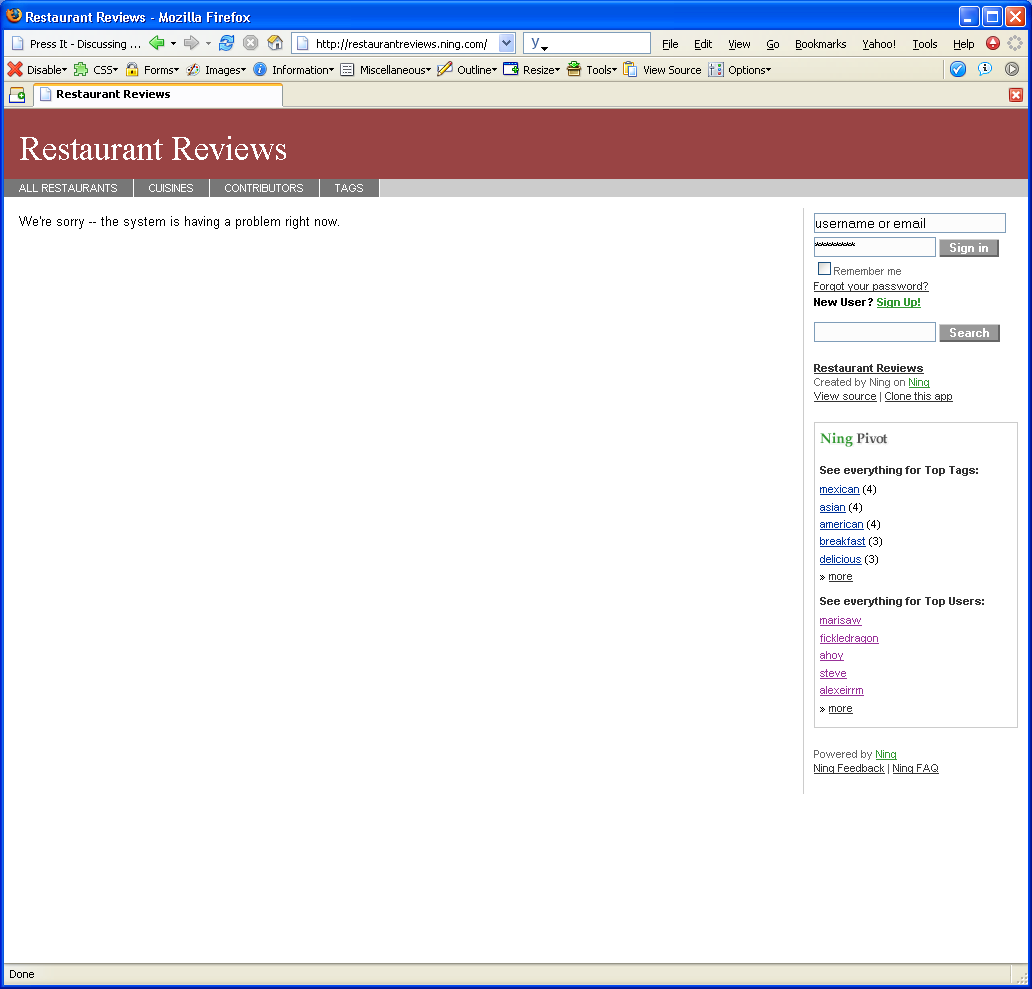 Restaurant Reviews - Mozilla Firefox
Press It - Discussing ... http://restaurantreviews.ning.com/ Y File Edit View Go Bookmarks Yahoo! Tools Help
Disable CSS Forms Images Information Miscellaneous Outline Resize Tools View Source Options
Restaurant Reviews
Restaurant Reviews
ALL RESTAURANTS CUISINES CONTRIBUTORS TAGS
We're sorry -- the system is having a problem right now.
username or email
******** Sign in
Remember me
Forgot your password?
New User? Sign Up!
Search
Restaurant Reviews
Created by Ning on Ning
View source | Clone this app
Ning Pivot
See everything for Top Tags:
mexican (4)
asian (4)
american (4)
breakfast (3)
delicious (3)
» more
See everything for Top Users:
marisaw
fickledragon
ahoy
steve
alexeirrm
» more
Powered by Ning
Ning Feedback | Ning FAQ
Done